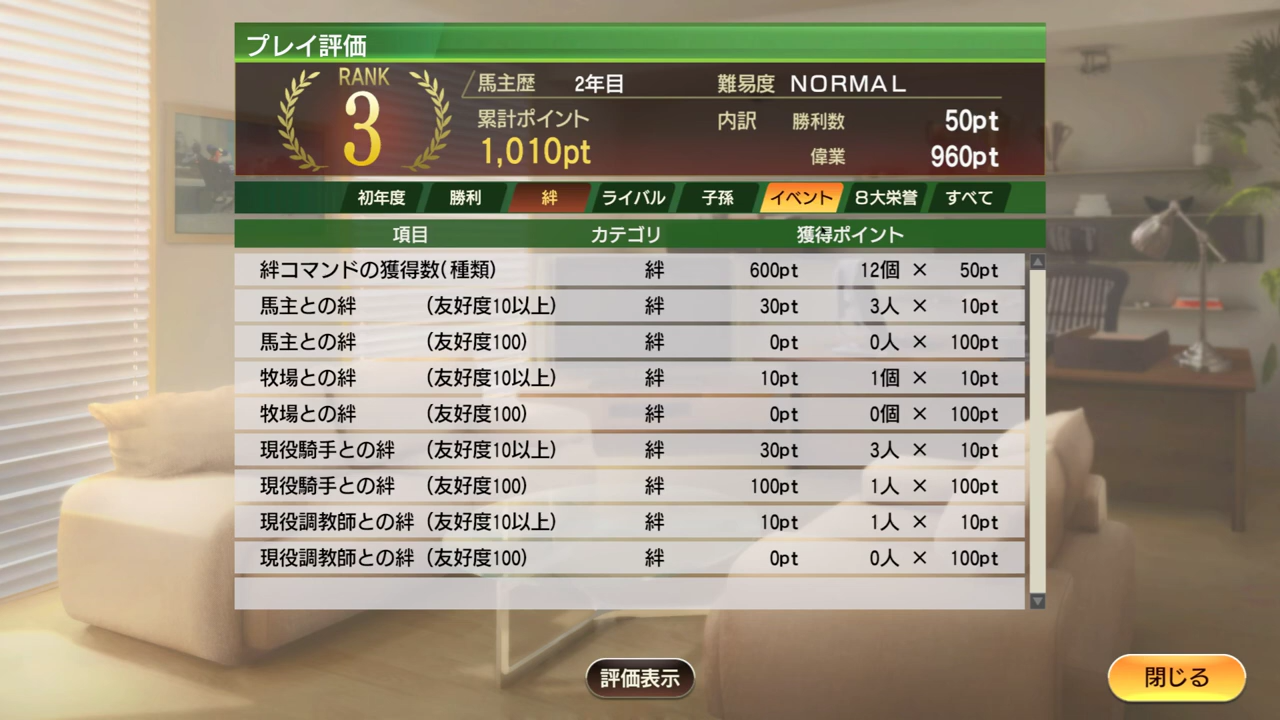 プレイ評価
RANK
3
馬主歴 2年目 難易度 NORMAL
累計ポイント 内訳 勝利数 50pt
1,010pt 偉業 960pt
初年度 勝利 絆 ライバル 子孫 イベント 8大栄誉 すべて
項目 カテゴリ 獲得ポイント
絆コマンドの獲得数(種類) 絆 600pt 12個 × 50pt
馬主との絆 (友好度10以上) 絆 30pt 3人 × 10pt
馬主との絆 (友好度100) 絆 0pt 0人 × 100pt
牧場との絆 (友好度10以上) 絆 10pt 1個 × 10pt
牧場との絆 (友好度100) 絆 0pt 0個 × 100pt
現役騎手との絆 (友好度10以上) 絆 30pt 3人 × 10pt
現役騎手との絆 (友好度100) 絆 100pt 1人 × 100pt
現役調教師との絆 (友好度10以上) 絆 10pt 1人 × 10pt
現役調教師との絆 (友好度100) 絆 0pt 0人 × 100pt
評価表示
閉じる